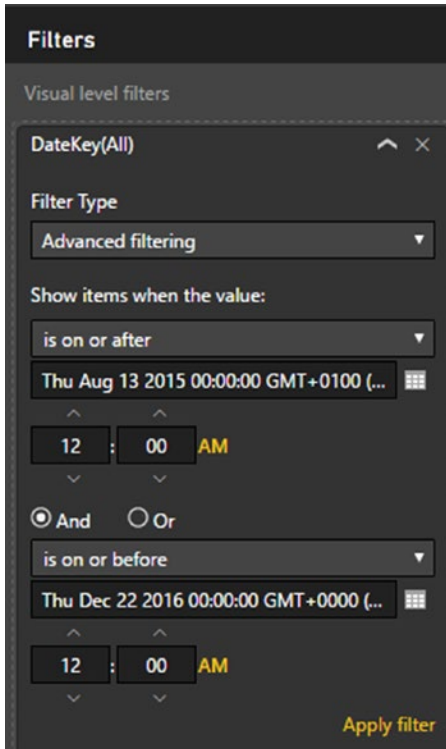 Filters
Visual level filters
DateKey(All)
Filter Type
Advanced filtering
Show items when the value:
is on or after
Thu Aug 13 2015 00:00:00 GMT+0100 (...
12 : 00 AM
And Or
is on or before
Thu Dec 22 2016 00:00:00 GMT+0000 (...
12 : 00 AM
Apply filter